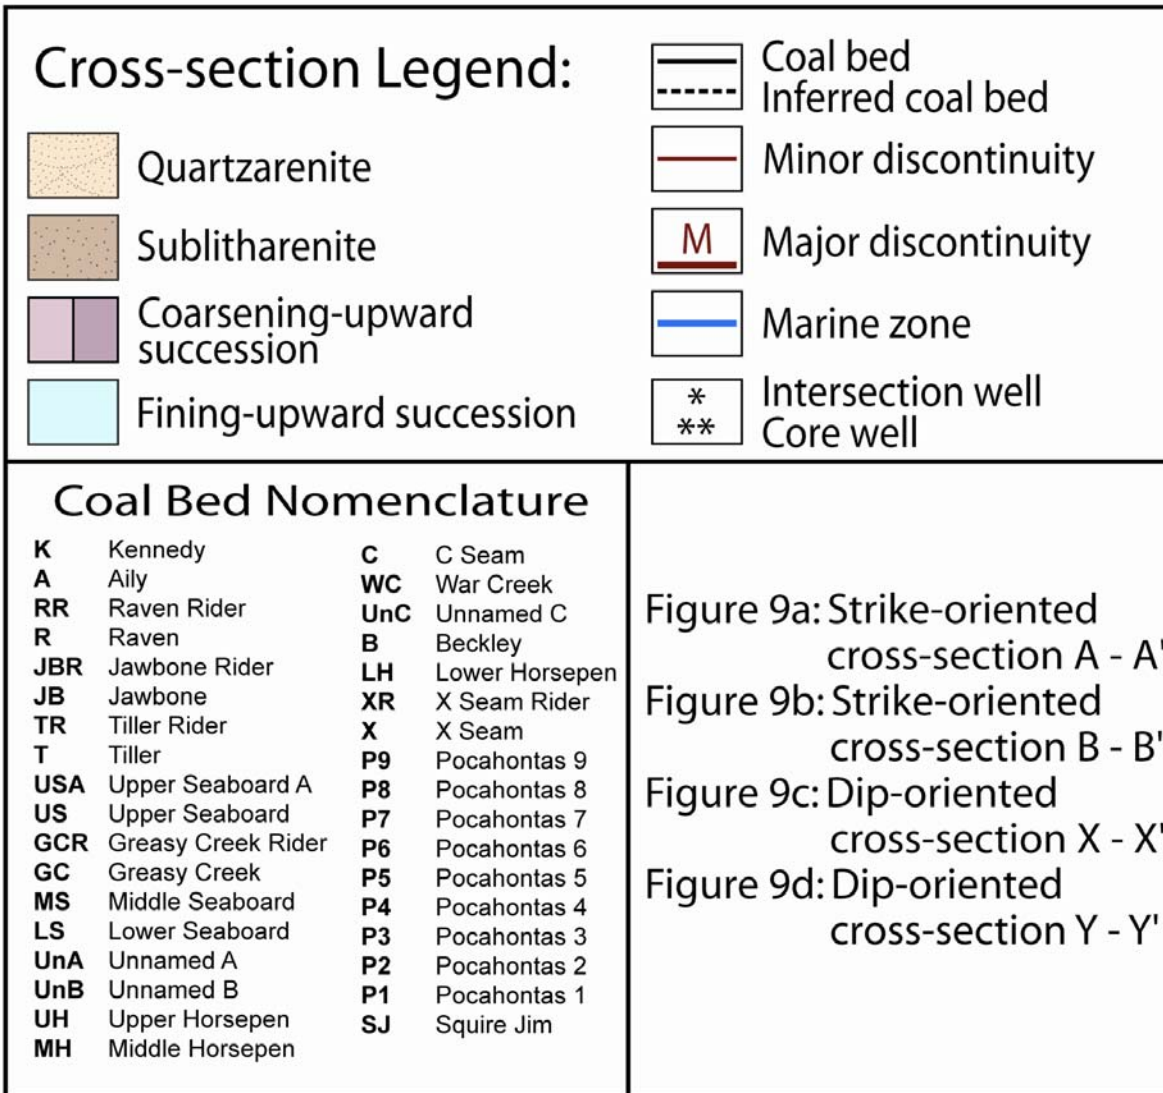 Cross-section Legend:
Quartzarenite
Sublitharenite
Coarsening-upward
succession
Fining-upward succession
Coal bed
Inferred coal bed
Minor discontinuity
M
Major discontinuity
Marine zone
*
Intersection well
**
Core well
Coal Bed Nomenclature
K Kennedy
A Aily
RR Raven Rider
R Raven
JBR Jawbone Rider
JB Jawbone
TR Tiller Rider
T Tiller
USA Upper Seaboard A
US Upper Seaboard
GCR Greasy Creek Rider
GC Greasy Creek
MS Middle Seaboard
LS Lower Seaboard
UnA Unnamed A
UnB Unnamed B
UH Upper Horsepen
MH Middle Horsepen
C C Seam
WC War Creek
UnC Unnamed C
B Beckley
LH Lower Horsepen
XR X Seam Rider
X X Seam
P9 Pocahontas 9
P8 Pocahontas 8
P7 Pocahontas 7
P6 Pocahontas 6
P5 Pocahontas 5
P4 Pocahontas 4
P3 Pocahontas 3
P2 Pocahontas 2
P1 Pocahontas 1
SJ Squire Jim
Figure 9a: Strike-oriented
cross-section A - A'
Figure 9b: Strike-oriented
cross-section B - B'
Figure 9c: Dip-oriented
cross-section X - X'
Figure 9d: Dip-oriented
cross-section Y - Y'